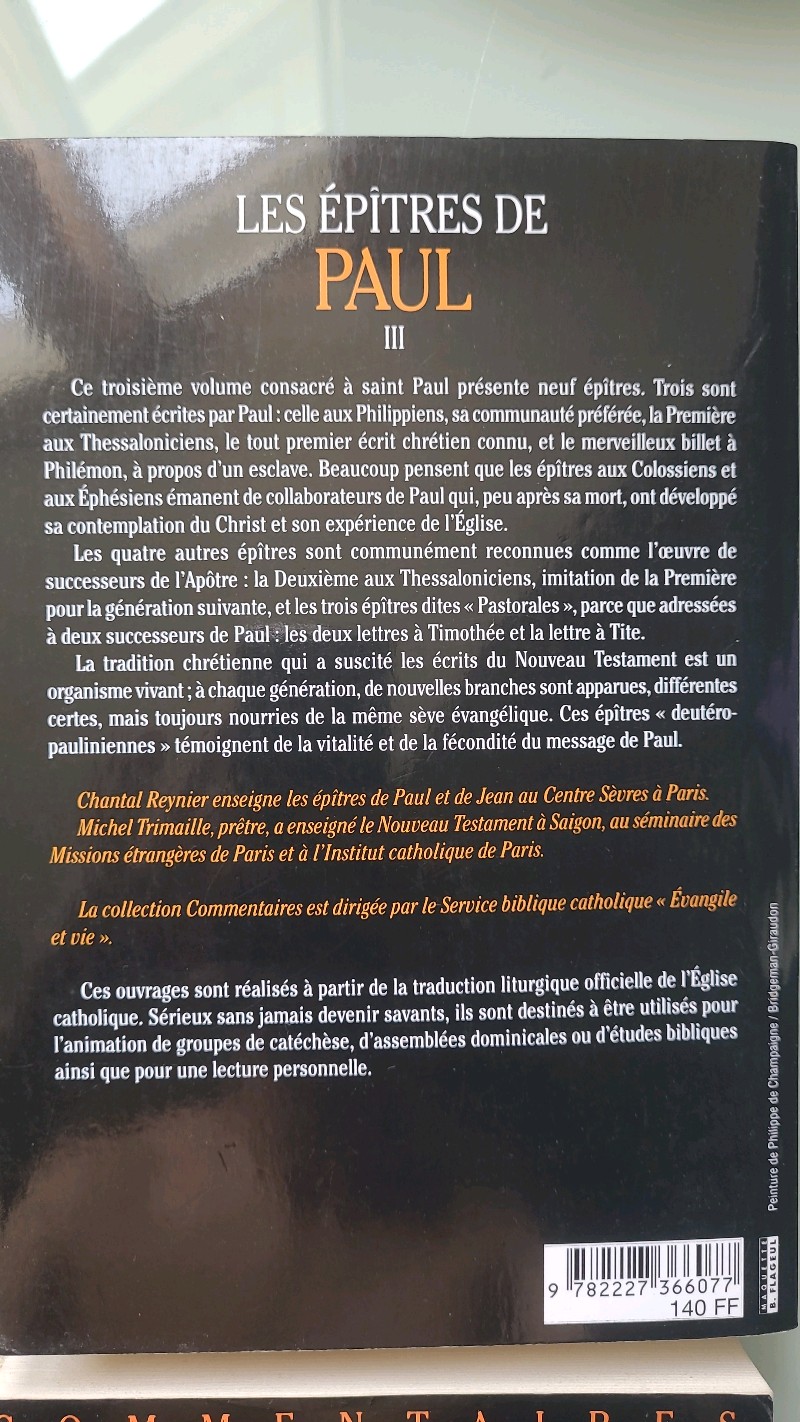 LES ÉPÎTRES DE
PAUL
III
Ce troisième volume consacré à saint Paul présente neuf épîtres. Trois sont
certainement écrites par Paul : celle aux Philippiens, sa communauté préférée, la Première
aux Thessaloniciens, le tout premier écrit chrétien connu, et le merveilleux billet à
Philémon, à propos d'un esclave. Beaucoup pensent que les épîtres aux Colossiens et
aux Éphésiens émanent de collaborateurs de Paul qui, peu après sa mort, ont développé
sa contemplation du Christ et son expérience de l'Église.
Les quatre autres épîtres sont communément reconnues comme l'œuvre de
successeurs de l'Apôtre : la Deuxième aux Thessaloniciens, imitation de la Première
pour la génération suivante, et les trois épîtres dites « Pastorales », parce que adressées
à deux successeurs de Paul : les deux lettres à Timothée et la lettre à Tite.
La tradition chrétienne qui a suscité les écrits du Nouveau Testament est un
organisme vivant ; à chaque génération, de nouvelles branches sont apparues, différentes
certes, mais toujours nourries de la même sève évangélique. Ces épîtres « deutéro-
pauliniennes » témoignent de la vitalité et de la fécondité du message de Paul.
Chantal Reynier enseigne les épîtres de Paul et de Jean au Centre Sèvres à Paris.
Michel Trimaille, prêtre, a enseigné le Nouveau Testament à Saigon, au séminaire des
Missions étrangères de Paris et à l'Institut catholique de Paris.
La collection Commentaires est dirigée par le Service biblique catholique « Évangile
et vie ».
Ces ouvrages sont réalisés à partir de la traduction liturgique officielle de l'Église
catholique. Sérieux sans jamais devenir savants, ils sont destinés à être utilisés pour
l'animation de groupes de catéchèse, d'assemblées dominicales ou d'études bibliques
ainsi que pour une lecture personnelle.
Peinture de Philippe de Champaigne / Bridgeman-Giraudon
MAQUETTE
B. FLAGEUL
9 782227 366077
140 FF
COMMENTAIRES